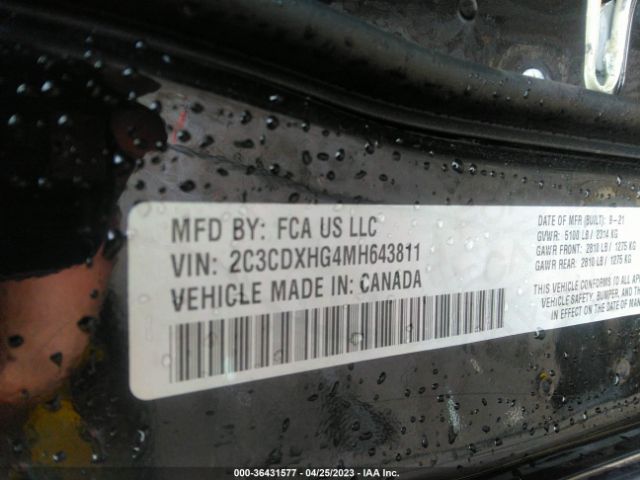 MFD BY: FCA US LLC
VIN: 2C3CDXHG4MH643811
VEHICLE MADE IN: CANADA
DATE OF MFR (BUILT): 8-21
GVWR: 5100 LB / 2314 KG
GAWR FRONT: 2810 LB / 1275 KG
GAWR REAR: 2810 LB / 1275 KG
THIS VEHICLE CONFORMS TO ALL AP
VEHICLE SAFETY, BUMPER, AND
IN EFFECT ON THE DATE OF MAN
000-36431577 - 04/25/2023 - IAA Inc.